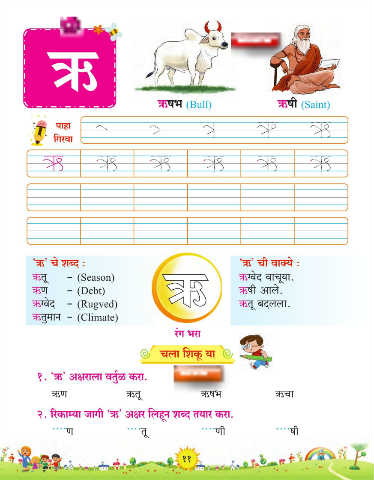 ऋ
ऋषभ (Bull)
ऋषी (Saint)
पाहा
गिरवा
ऋ ऋ ऋ ऋ ऋ ऋ
'ऋ' चे शब्द :
ऋतू - (Season)
ऋण - (Debt)
ऋग्वेद - (Rugved)
ऋतुमान - (Climate)
ऋ
रंग भरा
'ऋ' ची वाक्ये :
ऋग्वेद वाचूया.
ऋषी आले.
ऋतू बदलला.
चला शिकू या
१. 'ऋ' अक्षराला वर्तुळ करा.
ऋण ऋतू ऋषभ ऋचा
२. रिकाम्या जागी 'ऋ' अक्षर लिहून शब्द तयार करा.
····ण ····तू ····णी ····षी
११